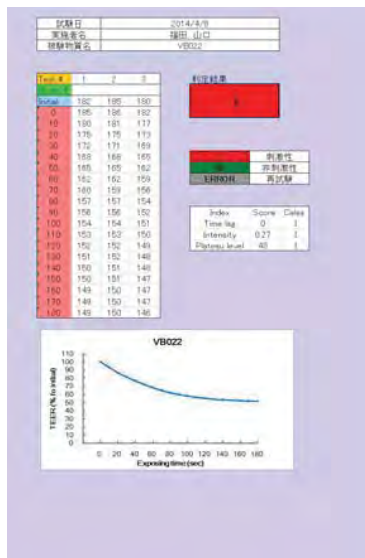 試験日 2014/4/8
実施者名 福田、山口
被験物質名 VB022
Test # 1 2 3
Initial 182 185 180
0 185 186 182
10 180 181 177
20 175 175 173
30 172 171 169
40 168 168 165
50 165 165 162
60 162 162 159
70 160 159 156
80 157 157 154
90 156 156 152
100 154 154 151
110 153 153 150
120 152 152 149
130 151 152 148
140 150 151 148
150 150 151 147
160 149 150 147
170 149 150 147
180 149 150 146
判定結果
刺激性
非刺激性
ERROR 再試験
Index Score Calss
Time lag 0 1
Intensity 0.27 1
Plateau level 48 1
VB022
TEER (% to initial)
110
100
90
80
70
60
50
40
30
20
10
0
0 20 40 60 80 100 120 140 160 180
Exposing time (sec)